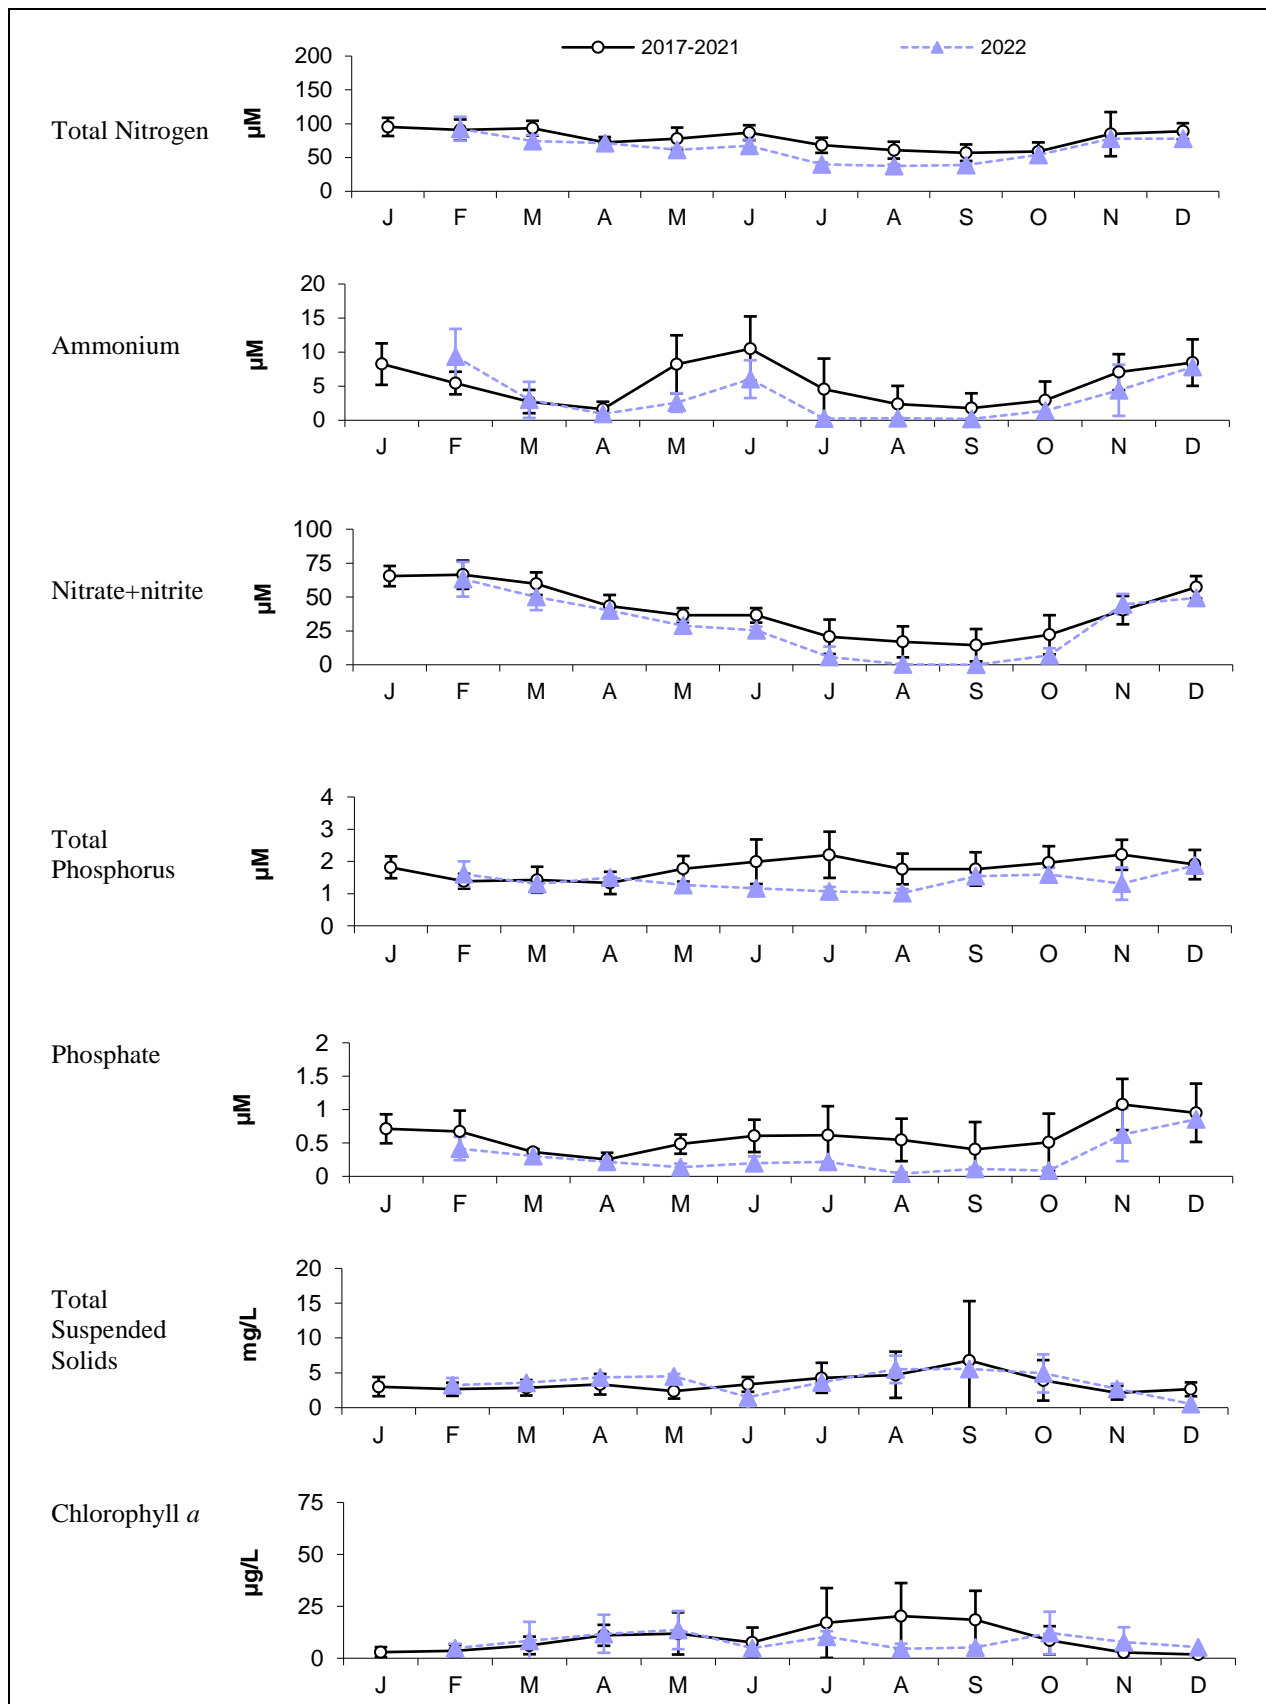 2017-2021 2022
Total Nitrogen
µM
200
150
100
50
0
J F M A M J J A S O N D
Ammonium
µM
20
15
10
5
0
J F M A M J J A S O N D
Nitrate+nitrite
µM
100
75
50
25
0
J F M A M J J A S O N D
Total
Phosphorus
µM
4
3
2
1
0
J F M A M J J A S O N D
Phosphate
µM
2
1.5
1
0.5
0
J F M A M J J A S O N D
Total
Suspended
Solids
mg/L
20
15
10
5
0
J F M A M J J A S O N D
Chlorophyll a
µg/L
75
50
25
0
J F M A M J J A S O N D